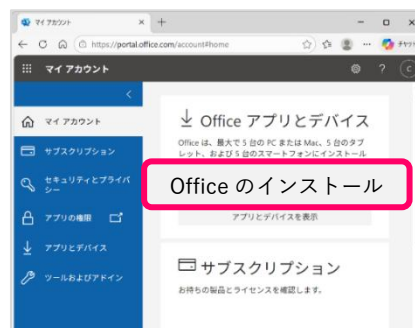 マイ アカウント
https://portal.office.com/account/#home
マイ アカウント
マイ アカウント
サブスクリプション
セキュリティとプライバ
シー
アプリの権限
アプリとデバイス
ツールおよびアドイン
Office アプリとデバイス
Office は、最大で 5 台の PC または Mac、5 台のタブ
レット、および 5 台のスマートフォンにインストール
Office のインストール
アプリとデバイスを表示
サブスクリプション
お持ちの製品とライセンスを確認します。